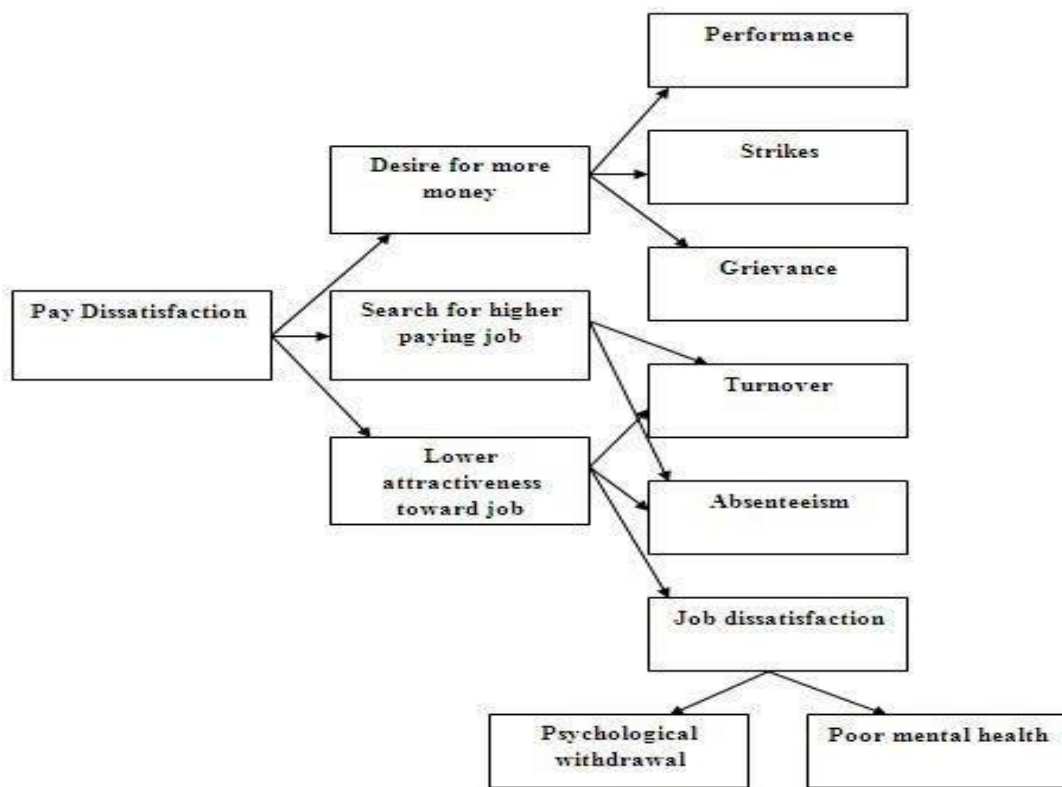 Performance
Strikes
Desire for more
money
Grievance
Pay Dissatisfaction
Search for higher
paying job
Turnover
Lower
attractiveness
toward job
Absenteeism
Job dissatisfaction
Psychological
withdrawal
Poor mental health